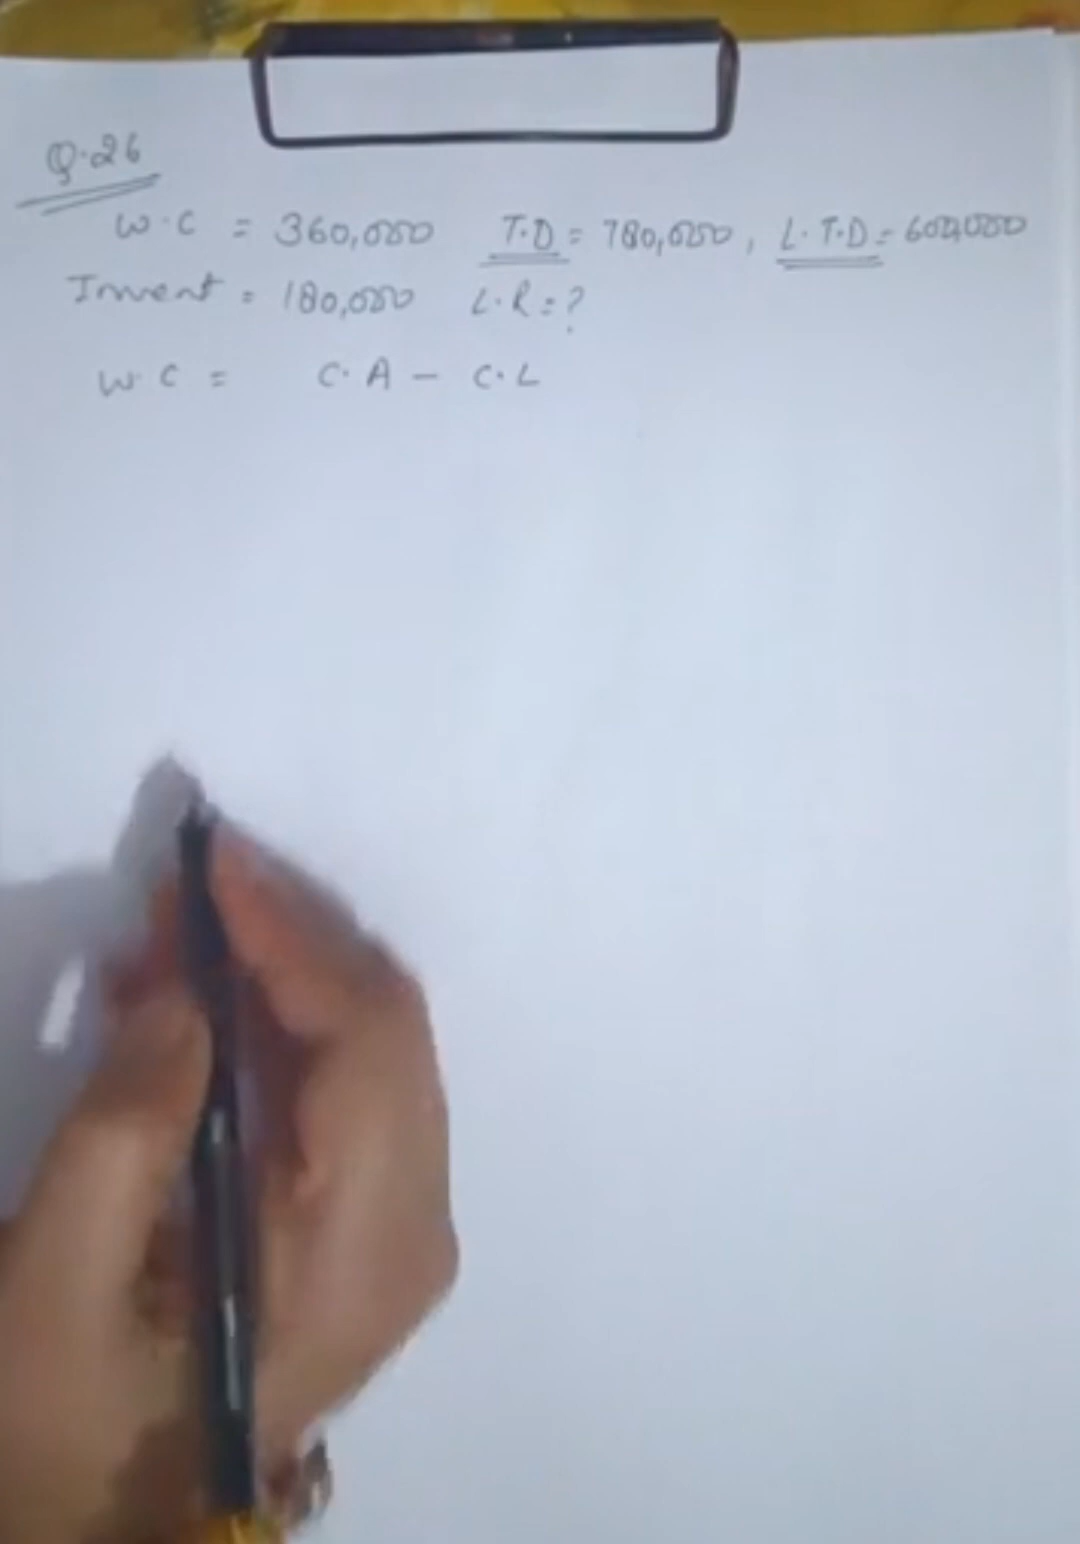 Q.26
W.C = 360,000 T.D = 780,000, L.T.D = 600,000
Invent = 180,000 L.R = ?
W.C = C.A - C.L